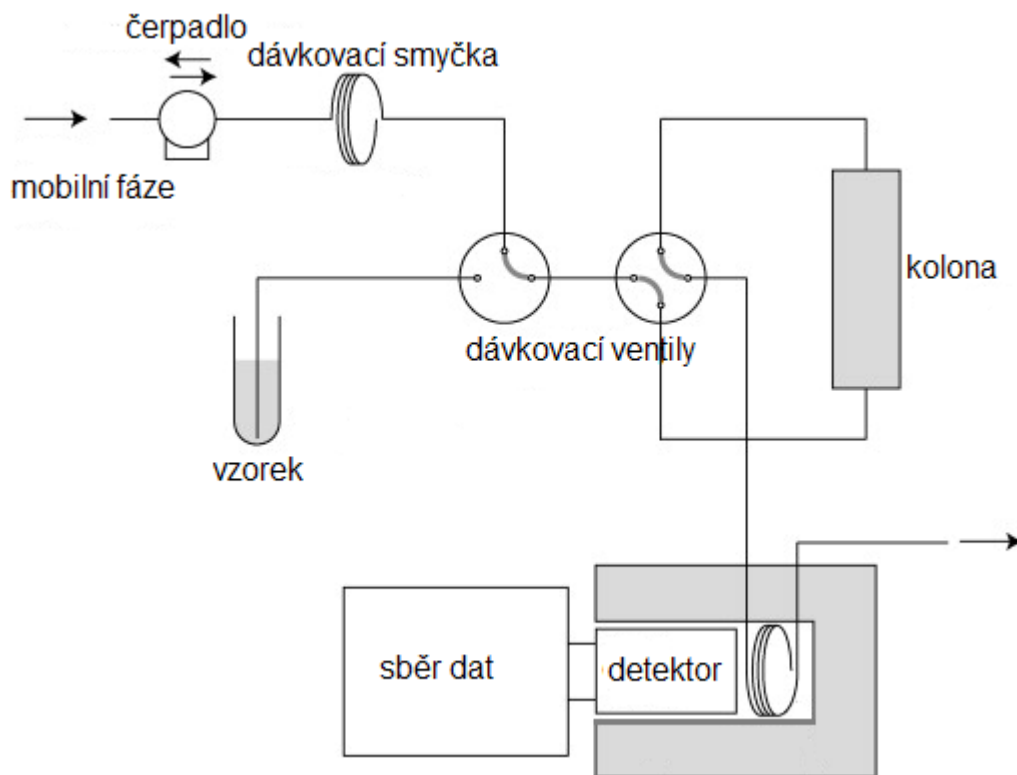 čerpadlo
dávkovací smyčka
mobilní fáze
kolona
dávkovací ventily
vzorek
sběr dat
detektor